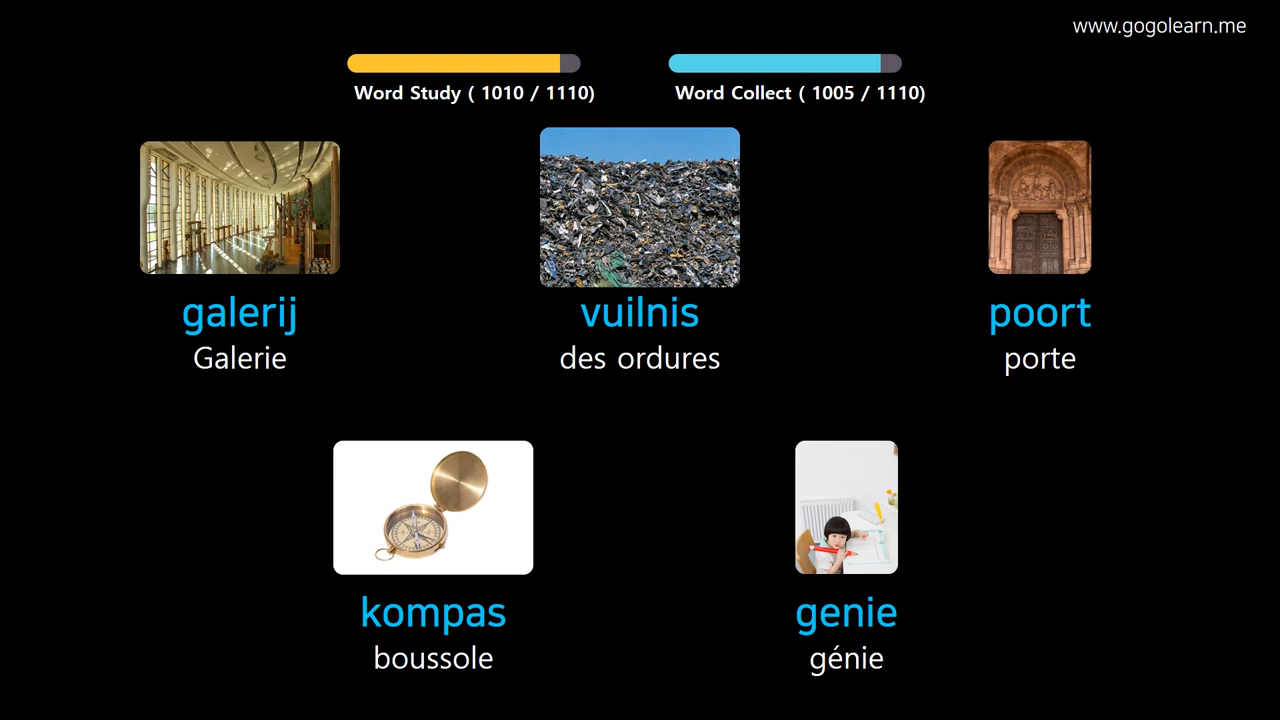 www.gogolearn.me
Word Study ( 1010 / 1110)
Word Collect ( 1005 / 1110)
galerij
Galerie
vuilnis
des ordures
poort
porte
kompas
boussole
genie
génie